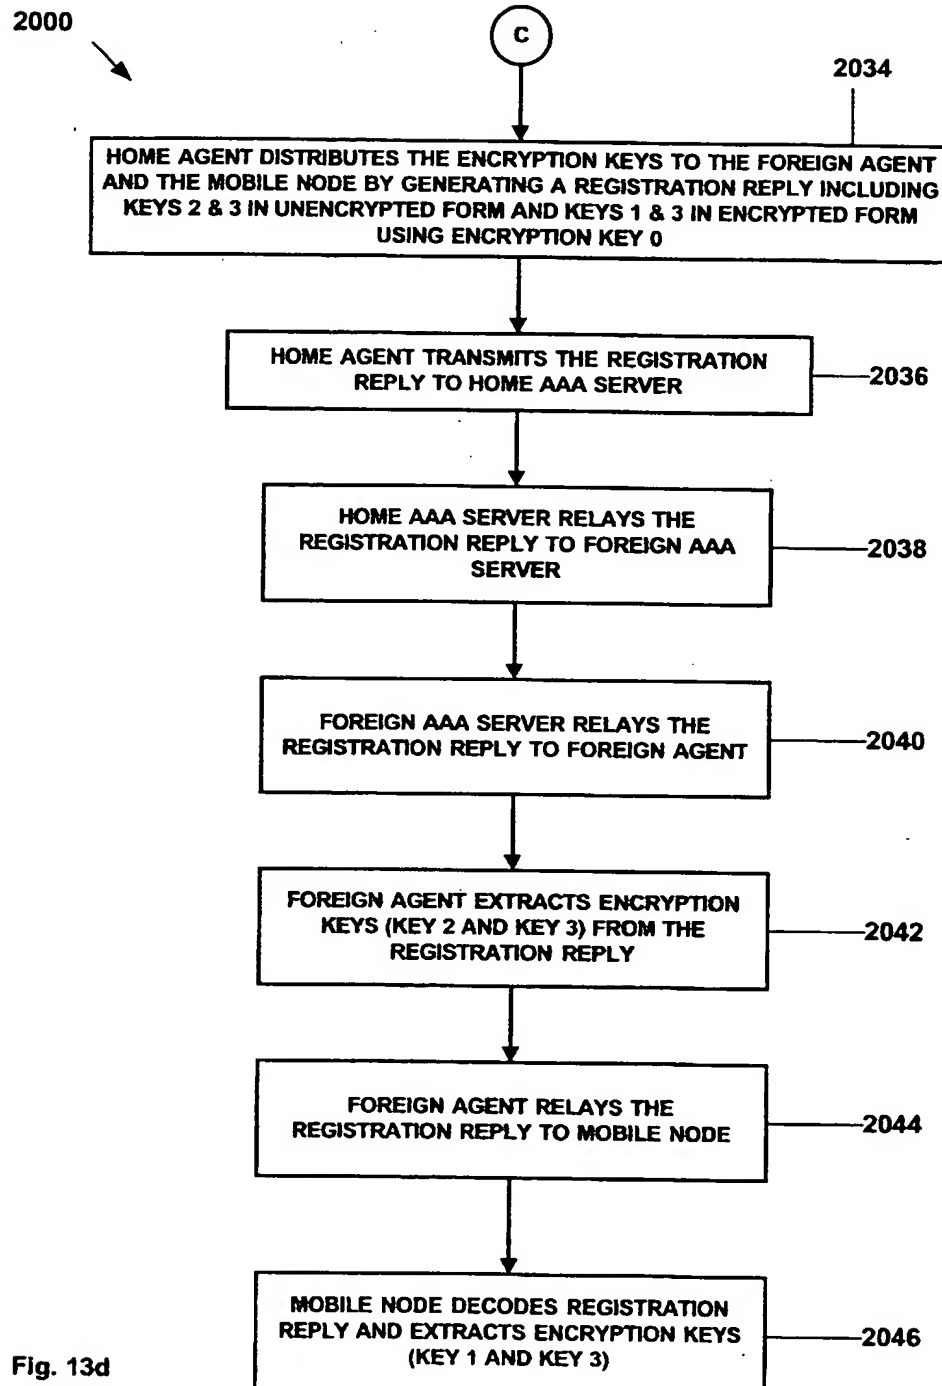 2000
C
2034
HOME AGENT DISTRIBUTES THE ENCRYPTION KEYS TO THE FOREIGN AGENT
AND THE MOBILE NODE BY GENERATING A REGISTRATION REPLY INCLUDING
KEYS 2 & 3 IN UNENCRYPTED FORM AND KEYS 1 & 3 IN ENCRYPTED FORM
USING ENCRYPTION KEY 0
HOME AGENT TRANSMITS THE REGISTRATION
REPLY TO HOME AAA SERVER
2036
HOME AAA SERVER RELAYS THE
REGISTRATION REPLY TO FOREIGN AAA
SERVER
2038
FOREIGN AAA SERVER RELAYS THE
REGISTRATION REPLY TO FOREIGN AGENT
2040
FOREIGN AGENT EXTRACTS ENCRYPTION
KEYS (KEY 2 AND KEY 3) FROM THE
REGISTRATION REPLY
2042
FOREIGN AGENT RELAYS THE
REGISTRATION REPLY TO MOBILE NODE
2044
MOBILE NODE DECODES REGISTRATION
REPLY AND EXTRACTS ENCRYPTION KEYS
(KEY 1 AND KEY 3)
2046
Fig. 13d